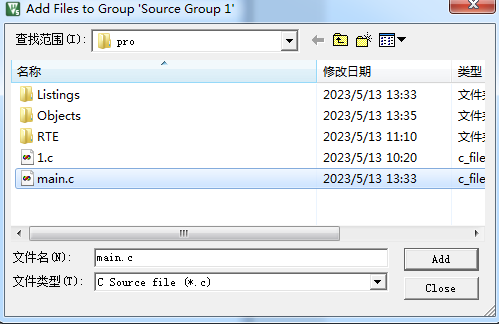 Add Files to Group 'Source Group 1'
查找范围(I): pro
名称 修改日期 类型
Listings 2023/5/13 13:33 文件
Objects 2023/5/13 13:35 文件
RTE 2023/5/13 11:10 文件
1.c 2023/5/13 10:20 c_file
main.c 2023/5/13 13:33 c_file
文件名(N): main.c Add
文件类型(T): C Source file (*.c) Close